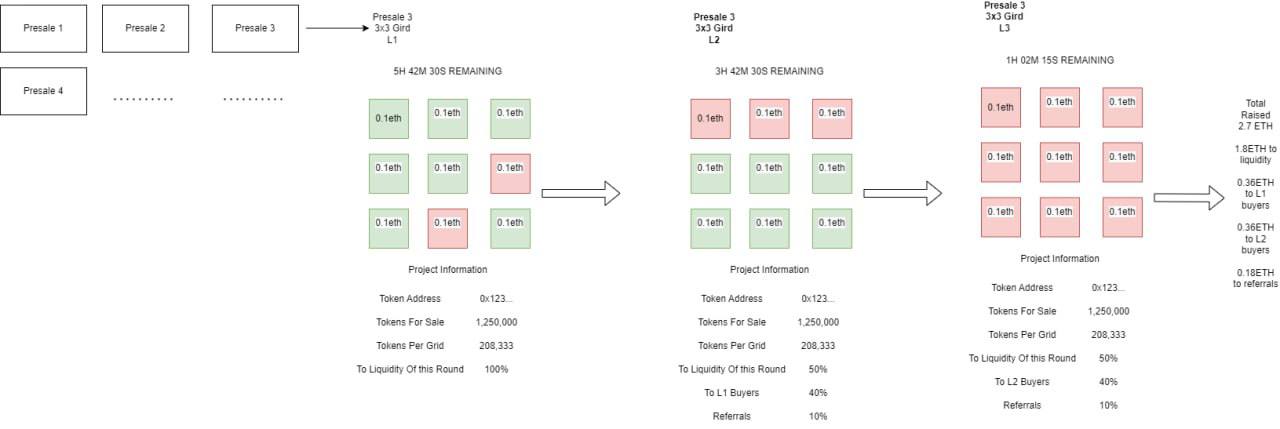 Presale 1
Presale 2
Presale 3
Presale 4
. . . . . . . . . .
. . . . . . . . . .
Presale 3
3x3 Gird
L1
5H 42M 30S REMAINING
0.1eth 0.1eth 0.1eth
0.1eth 0.1eth 0.1eth
0.1eth 0.1eth 0.1eth
Project Information
Token Address 0x123...
Tokens For Sale 1,250,000
Tokens Per Grid 208,333
To Liquidity Of this Round 100%
Presale 3
3x3 Gird
L2
3H 42M 30S REMAINING
0.1eth 0.1eth 0.1eth
0.1eth 0.1eth 0.1eth
0.1eth 0.1eth 0.1eth
Project Information
Token Address 0x123...
Tokens For Sale 1,250,000
Tokens Per Grid 208,333
To Liquidity Of this Round 50%
To L1 Buyers 40%
Referrals 10%
Presale 3
3x3 Gird
L3
1H 02M 15S REMAINING
0.1eth 0.1eth 0.1eth
0.1eth 0.1eth 0.1eth
0.1eth 0.1eth 0.1eth
Project Information
Token Address 0x123...
Tokens For Sale 1,250,000
Tokens Per Grid 208,333
To Liquidity Of this Round 50%
To L2 Buyers 40%
Referrals 10%
Total
Raised
2.7 ETH
1.8ETH to
liquidity
0.36ETH
to L1
buyers
0.36ETH
to L2
buyers
0.18ETH
to referrals